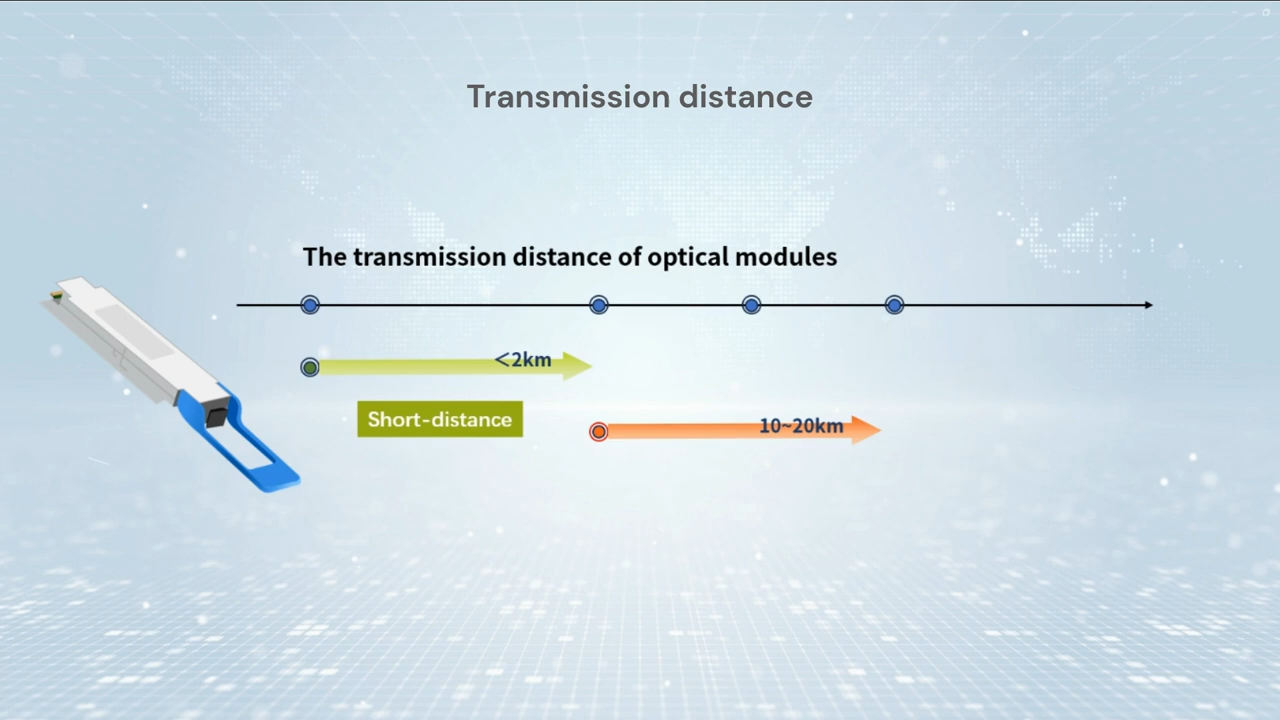 Transmission distance
The transmission distance of optical modules
<2km
Short-distance
10~20km